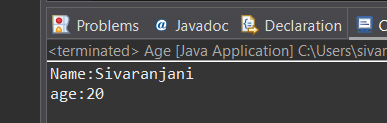 Problems Javadoc Declaration
<terminated> Age [Java Application] C:\Users\sivar
Name:Sivaranjani
age:20